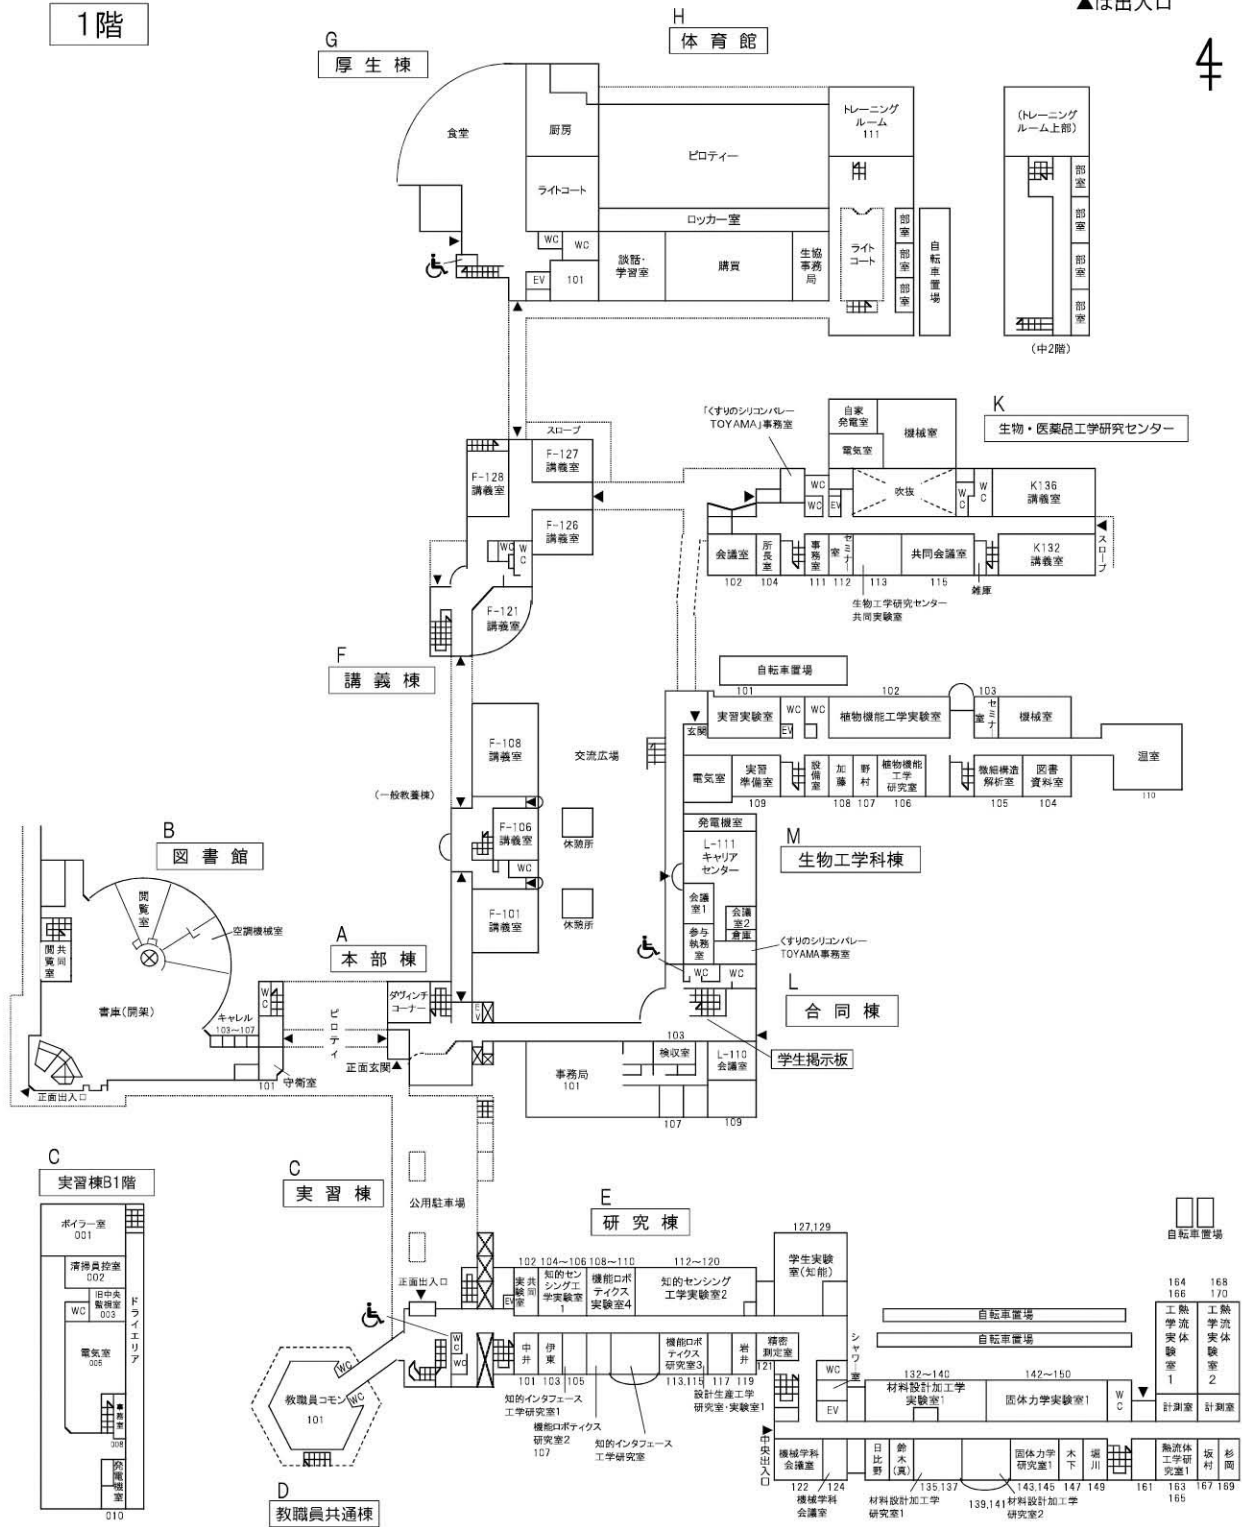 1階
▲は出入口
G
厚生棟
H
体育館
食堂
厨房
ライトコート
ピロティー
トレーニング
ルーム
111
(トレーニング
ルーム上部)
ロッカー室
WC
WC
EV
101
談話・
学習室
購買
生協
事務
局
ライト
コート
部室
部室
部室
自転車置場
部室
部室
部室
部室
(中2階)
スロープ
F-127
講義室
F-128
講義室
F-126
講義室
WC
WC
F-121
講義室
F
講義棟
「くすりのシリコンバレー
TOYAMA」事務室
自家
発電室
電気室
機械室
K
生物・医薬品工学研究センター
WC
WC
EV
吹抜
WC
WC
K136
講義室
会議室
所長室
事務室
セミナー室
共同会議室
K132
講義室
スロープ
102
104
111
112
113
115
雑庫
生物工学研究センター
共同実験室
自転車置場
101
102
103
玄関
実習実験室
WC
WC
EV
植物機能工学実験室
セミナー室
機械室
温室
110
電気室
実習
準備室
設備室
加藤
野村
植物機能
工学
研究室
微細構造
解析室
図書
資料室
109
108
107
106
105
104
F-108
講義室
交流広場
(一般教養棟)
F-106
講義室
WC
休憩所
F-101
講義室
休憩所
発電機室
L-111
キャリア
センター
M
生物工学科棟
会議
室1
会議
室2
倉庫
参与
執務
室
くすりのシリコンバレー
TOYAMA事務室
WC
WC
L
合同棟
B
図書館
閲覧室
空調機械室
共同閲覧室
書庫(開架)
キャレル
103~107
WC
101
守衛室
正面出入口
A
本部棟
ダヴィンチ
コーナー
ピロティ
正面玄関
EV
103
事務局
101
検収室
L-110
会議室
学生掲示板
107
109
C
実習棟B1階
ボイラー室
001
清掃員控室
002
旧中央
監視室
003
WC
電気室
005
ドライエリア
事務室
008
発電機室
010
C
実習棟
公用駐車場
正面出入口
WC
WC
WC
WC
教職員コモン
101
D
教職員共通棟
E
研究棟
102
104~106
108~110
112~120
127,129
EV
共同実験室
知的セン
シング工
学実験室
1
機能ロボ
ティクス
実験室4
知的センシング
工学実験室2
学生実験
室(知能)
中井
伊東
機能ロボ
ティクス
研究室3
岩井
精密
測定室
121
101
103
105
113,115
117
119
知的インタフェース
工学研究室1
機能ロボティクス
研究室2
107
知的インタフェース
工学研究室
設計生産工学
研究室・実験室1
シャワー室
WC
EV
自転車置場
自転車置場
自転車置場
132~140
142~150
材料設計加工学
実験室1
固体力学実験室1
WC
164
166
168
170
熱流体工学実験室1
熱流体工学実験室2
計測室
計測室
中央出入口
機械学科
会議室
日比野
鈴木(真)
固体力学
研究室1
木下
堀川
熱流体
工学研
究室1
坂村
杉岡
122
124
135,137
139,141
143,145
147
149
161
163
165
167
169
機械学科
会議室
材料設計加工学
研究室1
材料設計加工学
研究室2